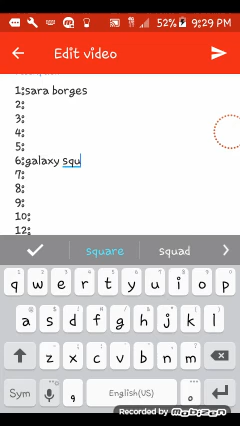 52% 9:29 PM
Edit video
1:sara borges
2:
3:
4:
5:
6:galaxy squ
7:
8:
9:
10:
12:
square squad
q w e r t y u i o p
a s d f g h j k l
z x c v b n m
Sym , English(US) .
Recorded by mobizen